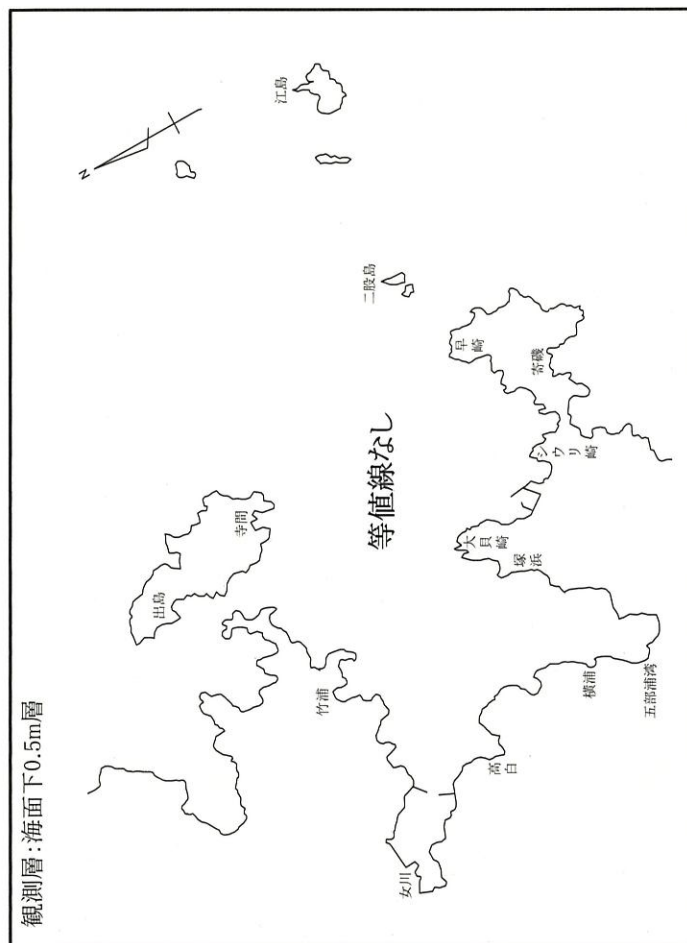 観測層：海面下0.5m層
N
江島
二股島
早崎
寄磯
シウリ崎
等値線なし
大貝崎
塚浜
寺間
出島
竹浦
横浦
五部浦湾
高白
女川